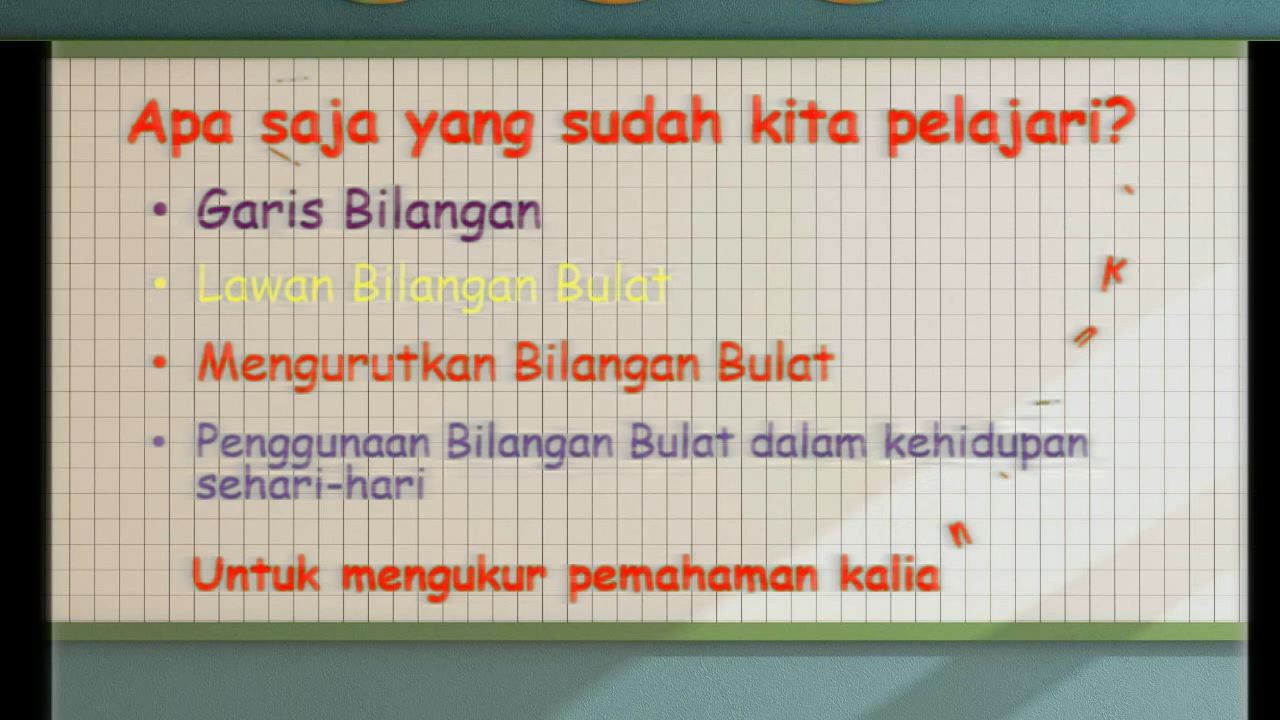 Apa saja yang sudah kita pelajari?
• Garis Bilangan
• Lawan Bilangan Bulat
• Mengurutkan Bilangan Bulat
• Penggunaan Bilangan Bulat dalam kehidupan
sehari-hari
Untuk mengukur pemahaman kalian
k